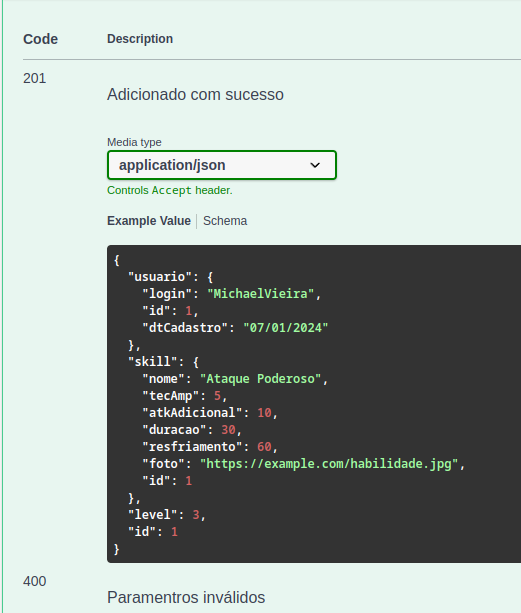 Code Description
201
Adicionado com sucesso
Media type
application/json
Controls Accept header.
Example Value Schema
{
  "usuario": {
    "login": "MichaelVieira",
    "id": 1,
    "dtCadastro": "07/01/2024"
  },
  "skill": {
    "nome": "Ataque Poderoso",
    "tecAmp": 5,
    "atkAdicional": 10,
    "duracao": 30,
    "resfriamento": 60,
    "foto": "https://example.com/habilidade.jpg",
    "id": 1
  },
  "level": 3,
  "id": 1
}
400
Paramentros inválidos